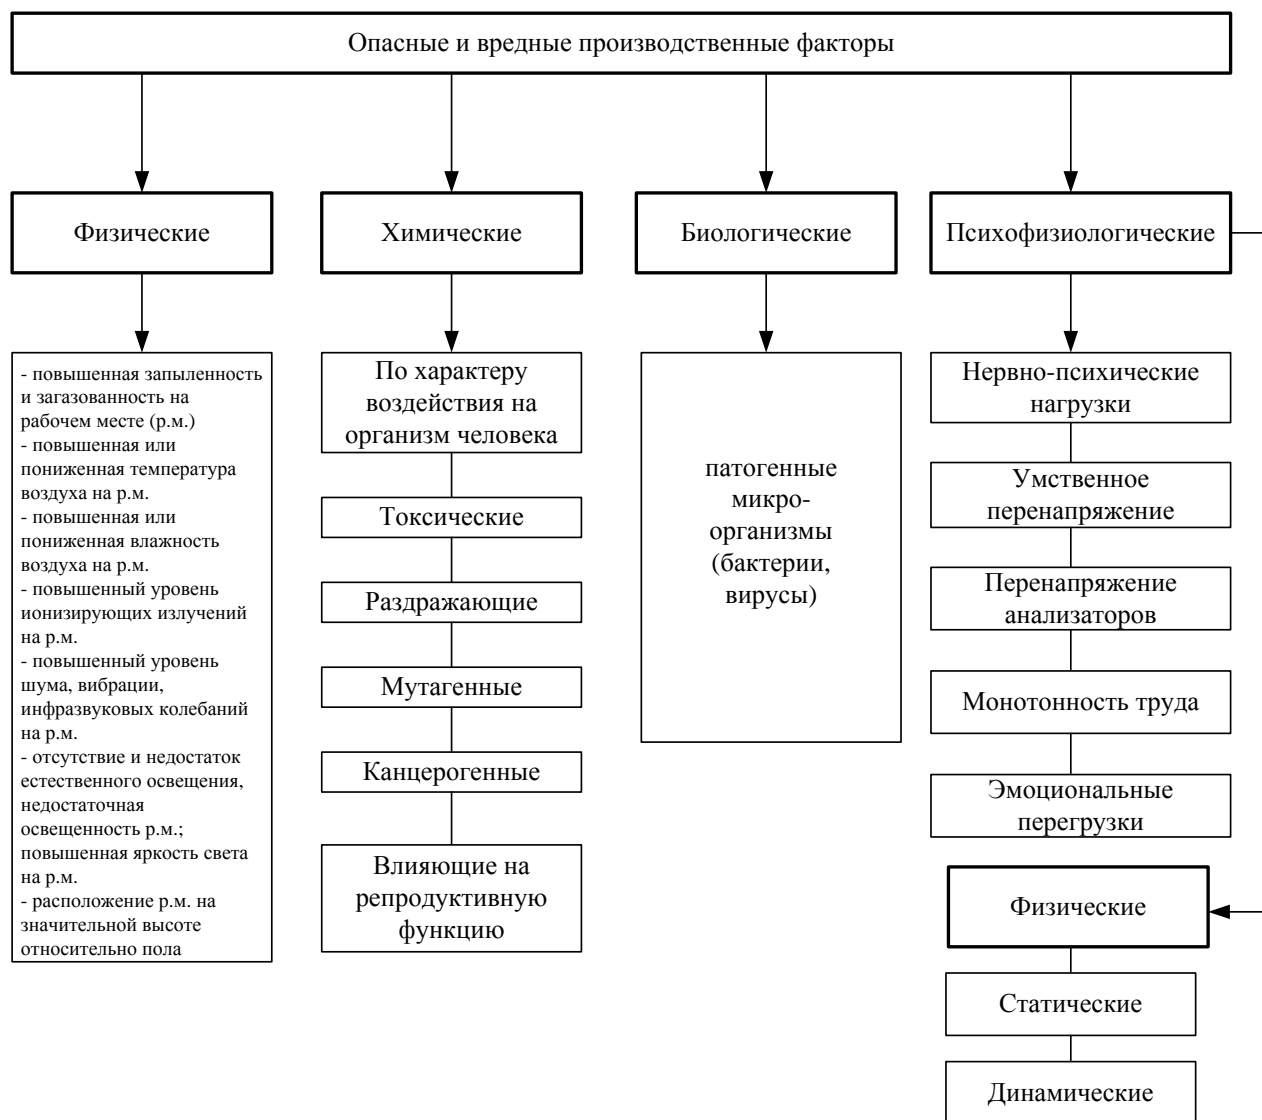 Опасные и вредные производственные факторы
Физические
Химические
Биологические
Психофизиологические
- повышенная запыленность
и загазованность на
рабочем месте (р.м.)
- повышенная или
пониженная температура
воздуха на р.м.
- повышенная или
пониженная влажность
воздуха на р.м.
- повышенный уровень
ионизирующих излучений
на р.м.
- повышенный уровень
шума, вибрации,
инфразвуковых колебаний
на р.м.
- отсутствие и недостаток
естественного освещения,
недостаточная
освещенность р.м.;
повышенная яркость света
на р.м.
- расположение р.м. на
значительной высоте
относительно пола
По характеру
воздействия на
организм человека
Токсические
Раздражающие
Мутагенные
Канцерогенные
Влияющие на
репродуктивную
функцию
патогенные
микро-
организмы
(бактерии,
вирусы)
Нервно-психические
нагрузки
Умственное
перенапряжение
Перенапряжение
анализаторов
Монотонность труда
Эмоциональные
перегрузки
Физические
Статические
Динамические